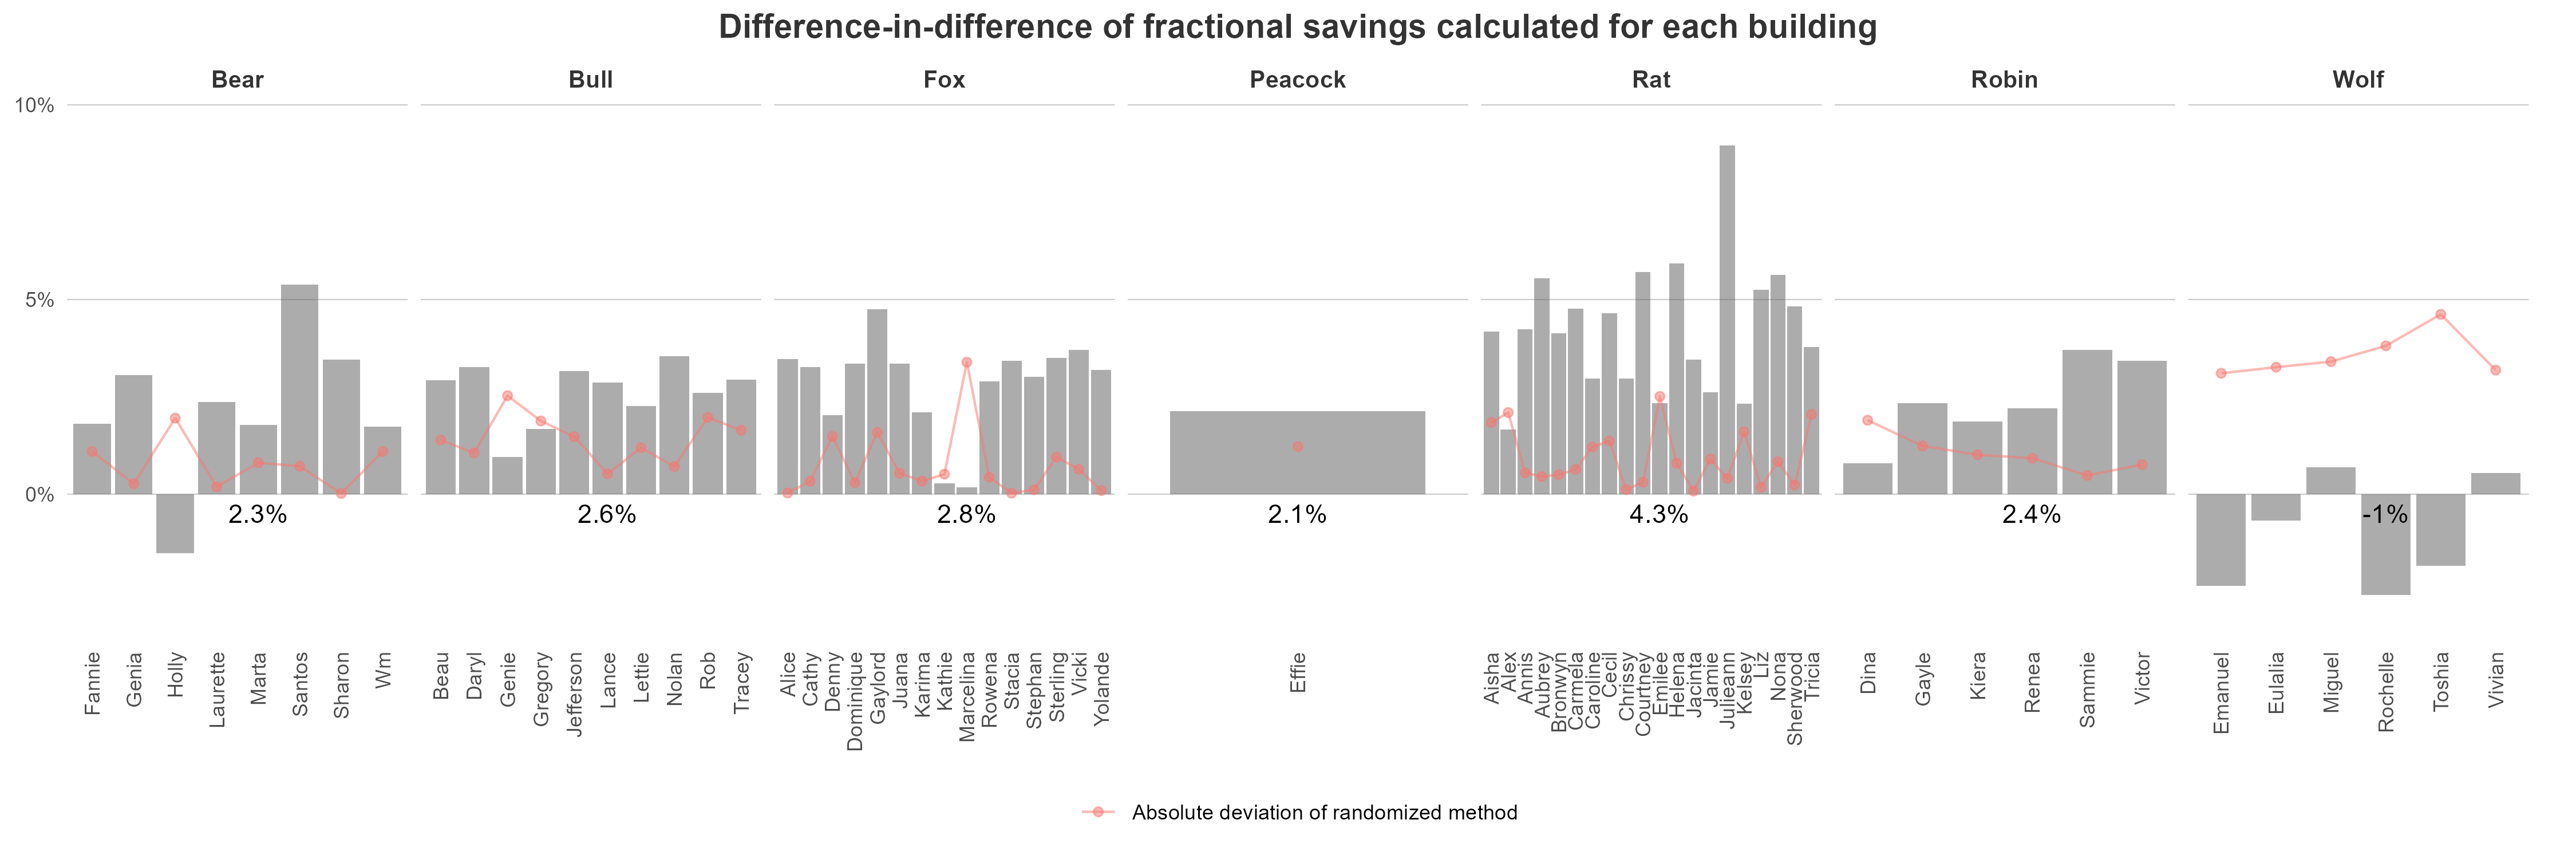 Difference-in-difference of fractional savings calculated for each building
Bear Bull Fox Peacock Rat Robin Wolf
10%
5%
0%
2.3% 2.6% 2.8% 2.1% 4.3% 2.4% -1%
Fannie Genia Holly Laurette Marta Santos Sharon Wm Beau Daryl Genie Gregory Jefferson Lance Lettie Nolan Rob Tracey Alice Cathy Denny Dominique Gaylord Juana Karima Kathie Marcelina Rowena Stacia Stephan Sterling Vicki Yolande Effie Aisha Alex Annis Aubrey Bronwyn Carmela Caroline Cecil Chrissy Courtney Emilee Helena Jacinta Jamie Julieann Kelsey Liz Nona Sherwood Tricia Dina Gayle Kiera Renea Sammie Victor Emanuel Eulalia Miguel Rochelle Toshia Vivian
Absolute deviation of randomized method